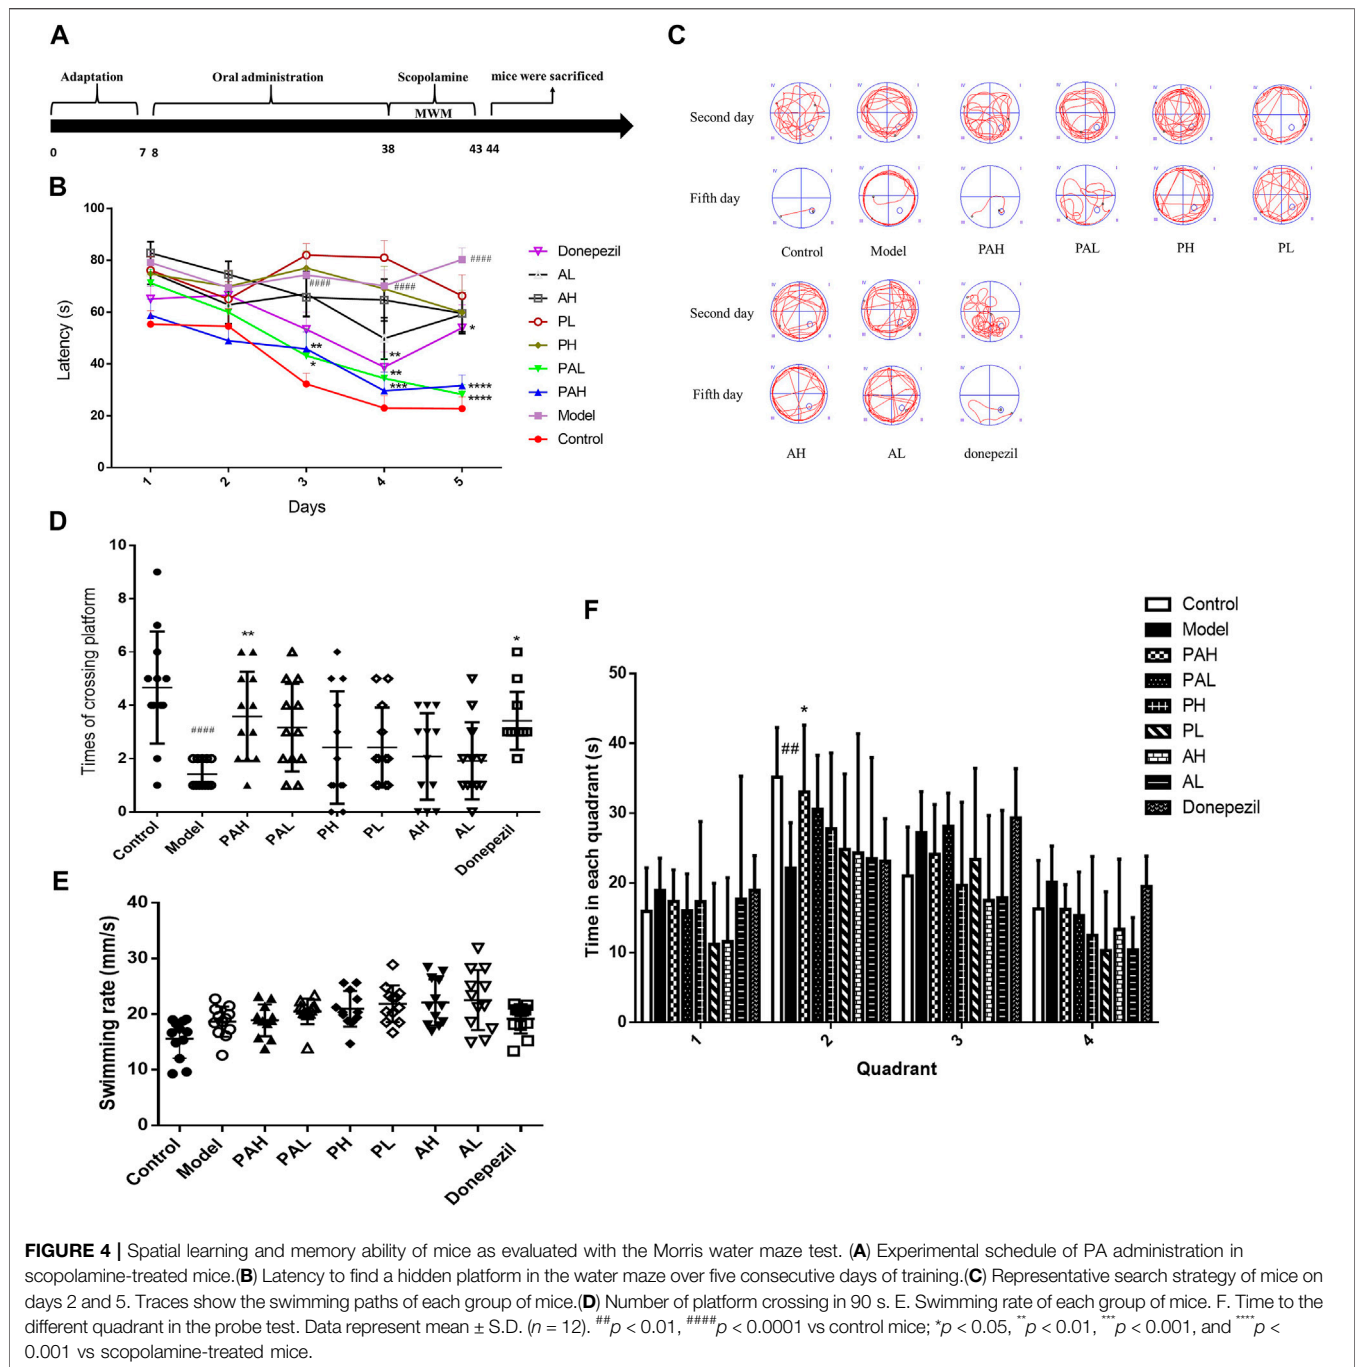 A
Adaptation
Oral administration
Scopolamine
mice were sacrificed
MWM
0
7 8
38
43 44
B
100
80
60
40
20
0
Latency (s)
1
2
3
4
5
Days
####
####
####
**
*
**
**
***
*
****
****
Donepezil
AL
AH
PL
PH
PAL
PAH
Model
Control
C
Second day
Fifth day
Control
Model
PAH
PAL
PH
PL
Second day
Fifth day
AH
AL
donepezil
D
10
8
6
4
2
0
Times of crossing platform
####
**
*
Control
Model
PAH
PAL
PH
PL
AH
AL
Donepezil
E
40
30
20
10
0
Swimming rate (mm/s)
Control
Model
PAH
PAL
PH
PL
AH
AL
Donepezil
F
50
40
30
20
10
0
Time in each quadrant (s)
##
*
1
2
3
4
Quadrant
Control
Model
PAH
PAL
PH
PL
AH
AL
Donepezil
FIGURE 4 | Spatial learning and memory ability of mice as evaluated with the Morris water maze test. (A) Experimental schedule of PA administration in
scopolamine-treated mice.(B) Latency to find a hidden platform in the water maze over five consecutive days of training.(C) Representative search strategy of mice on
days 2 and 5. Traces show the swimming paths of each group of mice.(D) Number of platform crossing in 90 s. E. Swimming rate of each group of mice. F. Time to the
different quadrant in the probe test. Data represent mean ± S.D. (n = 12). ##p < 0.01, ####p < 0.0001 vs control mice; *p < 0.05, **p < 0.01, ***p < 0.001, and ****p <
0.001 vs scopolamine-treated mice.